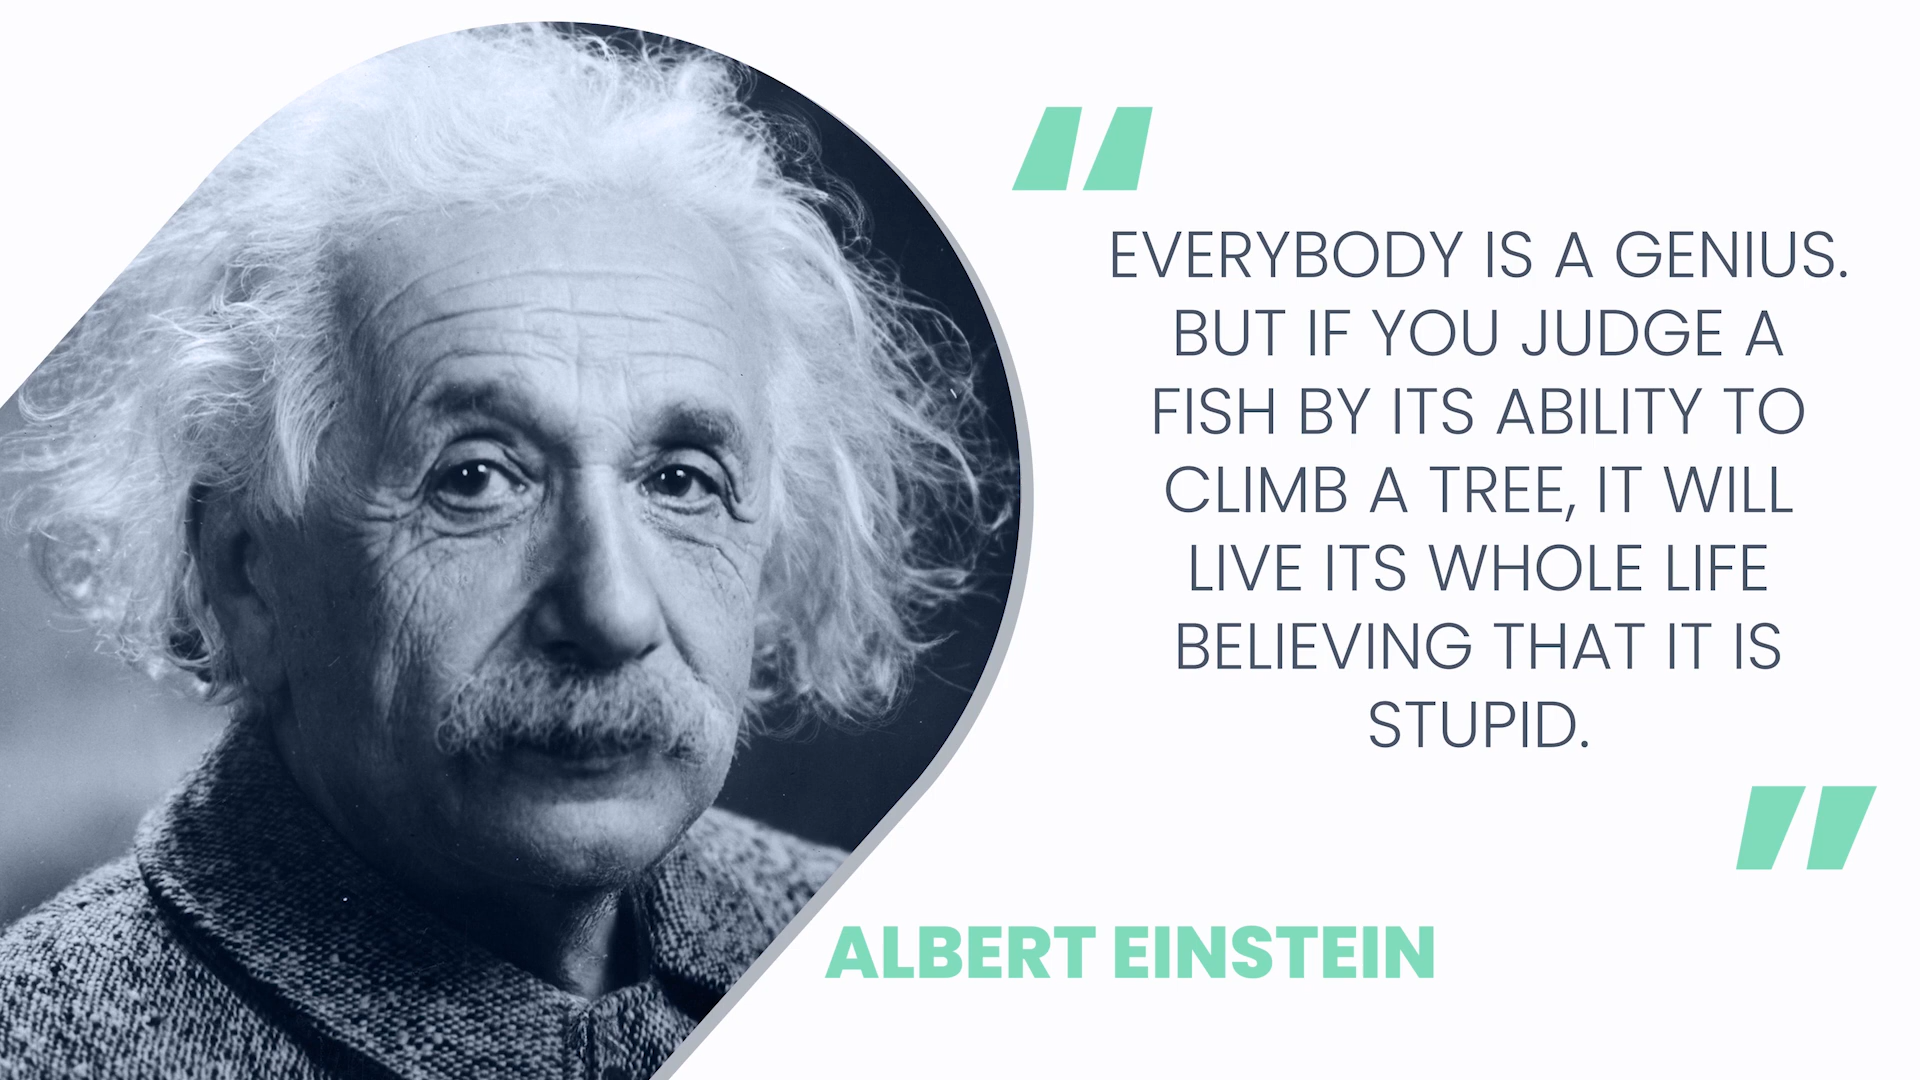 “
EVERYBODY IS A GENIUS.
BUT IF YOU JUDGE A
FISH BY ITS ABILITY TO
CLIMB A TREE, IT WILL
LIVE ITS WHOLE LIFE
BELIEVING THAT IT IS
STUPID.
”
ALBERT EINSTEIN